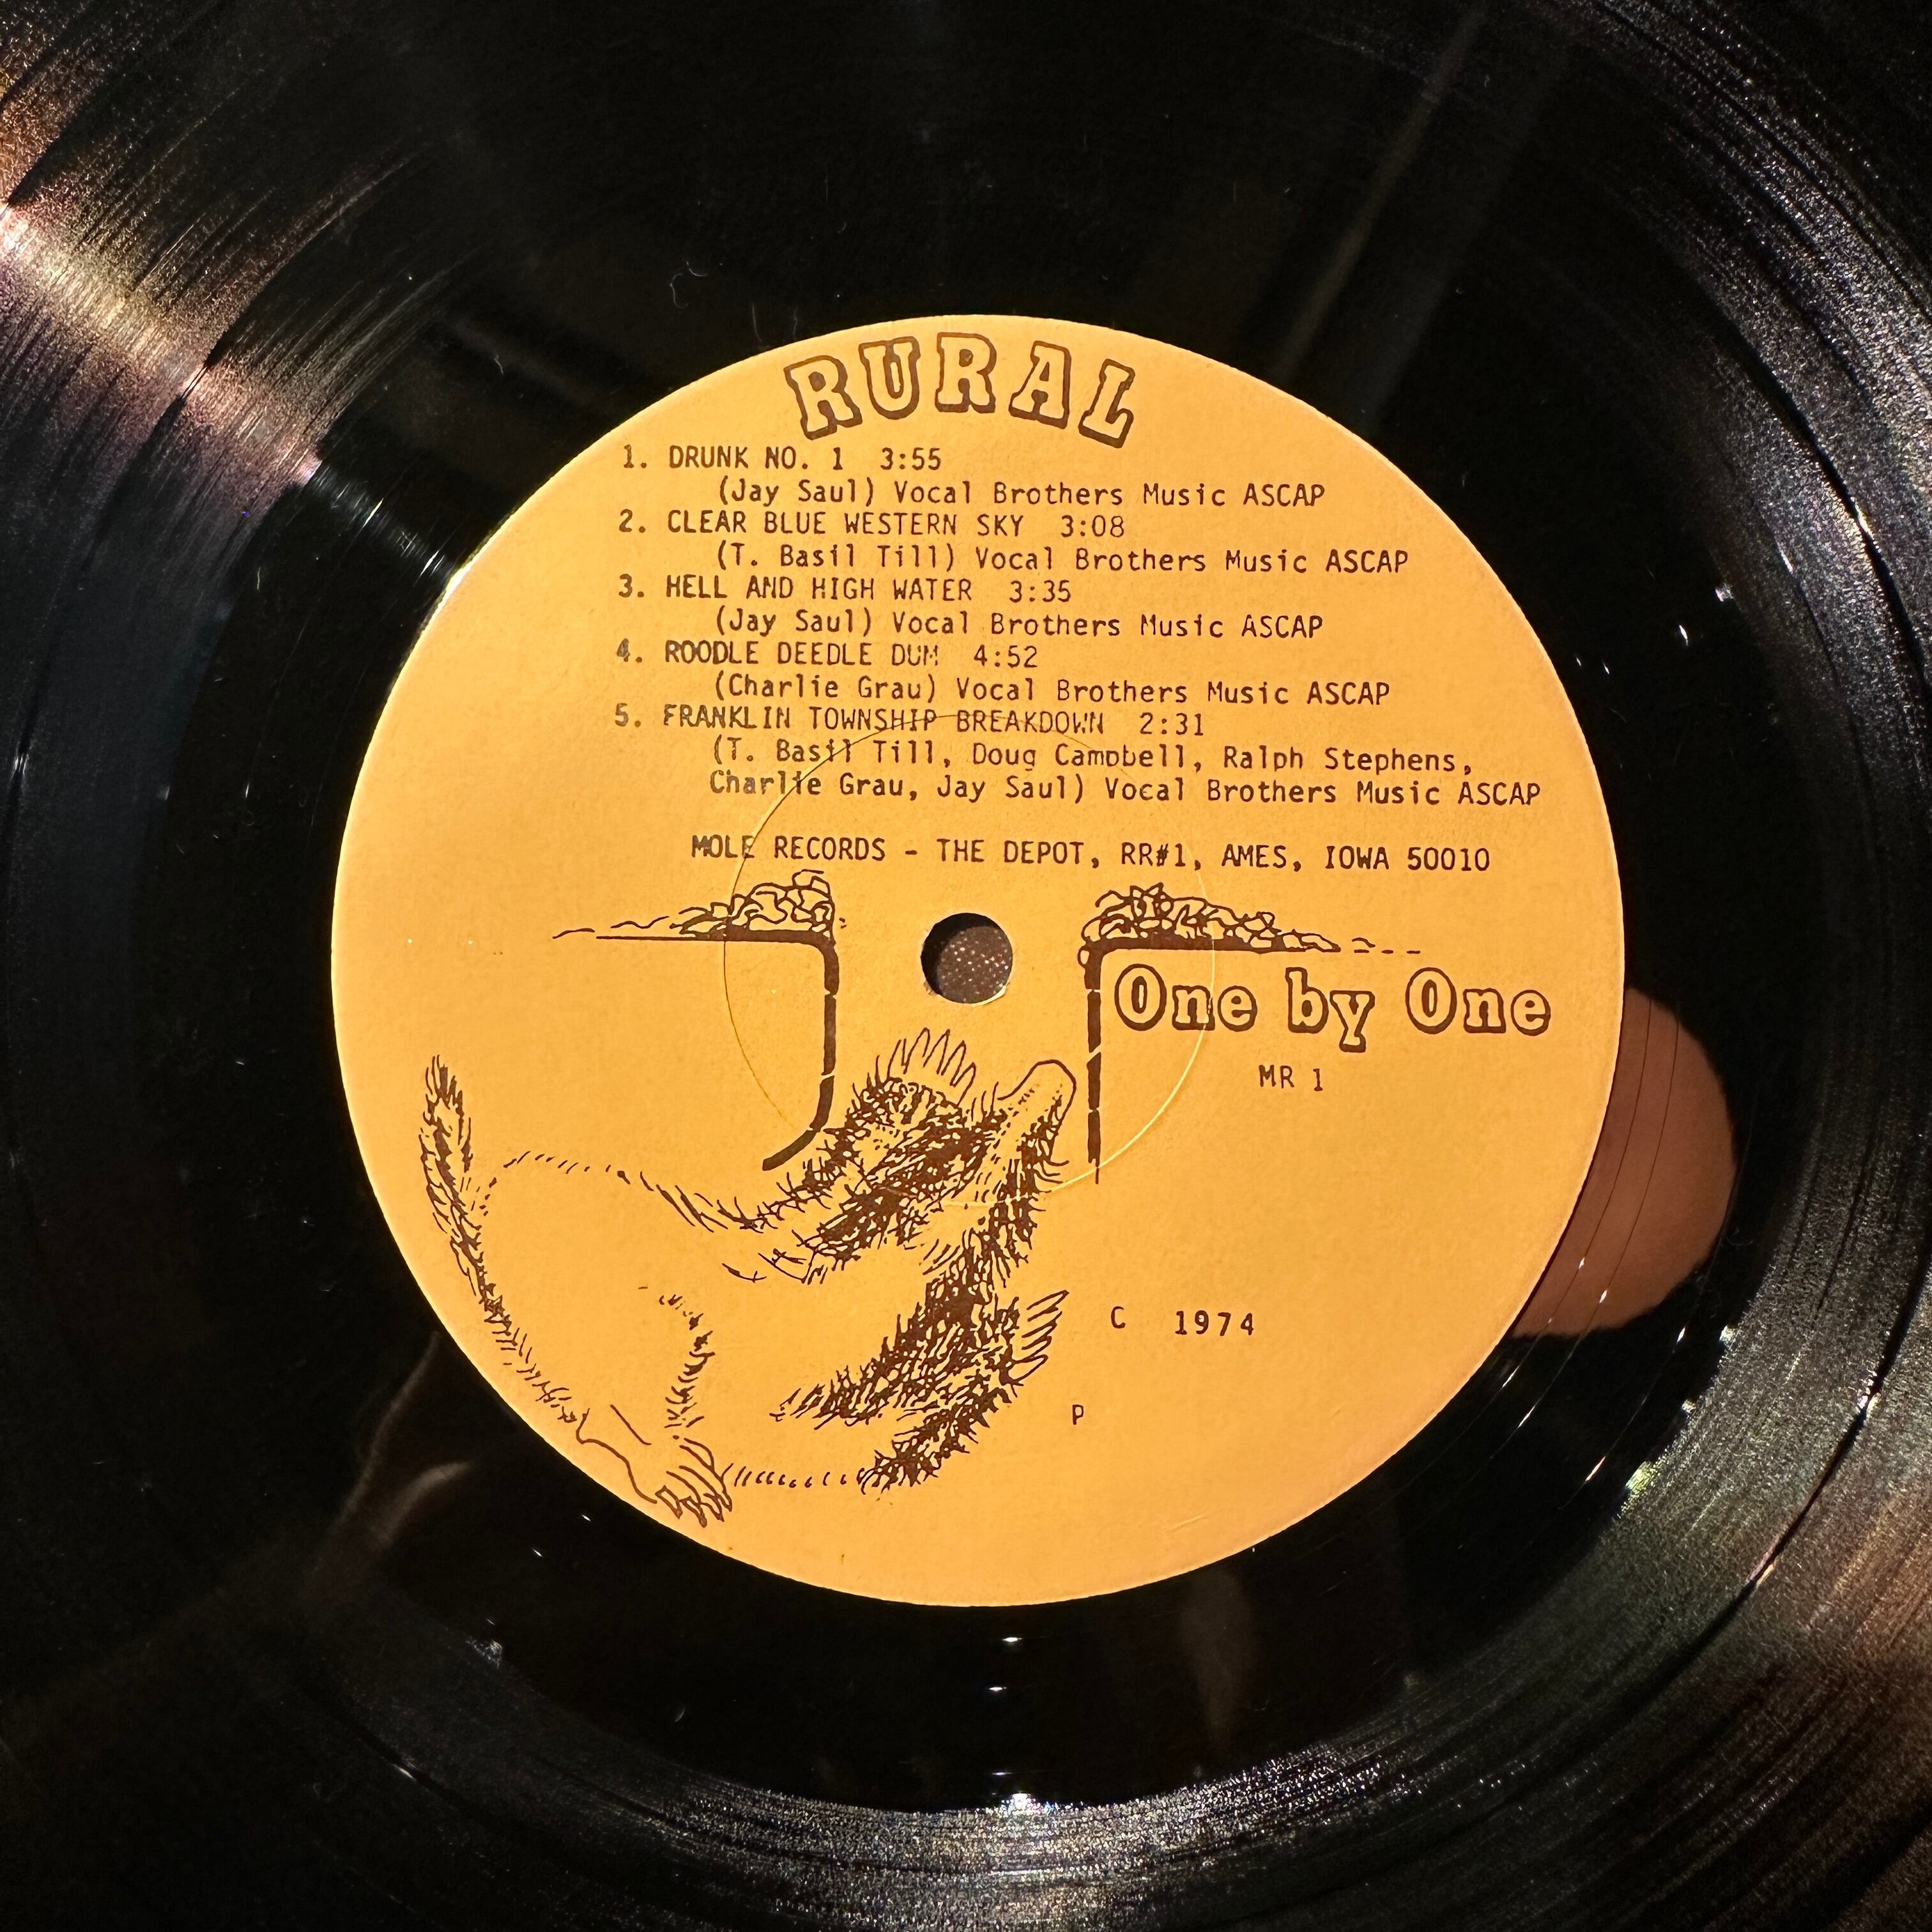 RURAL
1. DRUNK NO. 1 3:55
(Jay Saul) Vocal Brothers Music ASCAP
2. CLEAR BLUE WESTERN SKY 3:08
(T. Basil Till) Vocal Brothers Music ASCAP
3. HELL AND HIGH WATER 3:35
(Jay Saul) Vocal Brothers Music ASCAP
4. ROODLE DEEDLE DUM 4:52
(Charlie Grau) Vocal Brothers Music ASCAP
5. FRANKLIN TOWNSHIP BREAKDOWN 2:31
(T. Basil Till, Doug Campbell, Ralph Stephens,
Charlie Grau, Jay Saul) Vocal Brothers Music ASCAP
MOLE RECORDS - THE DEPOT, RR#1, AMES, IOWA 50010
One by One
MR 1
C 1974
P